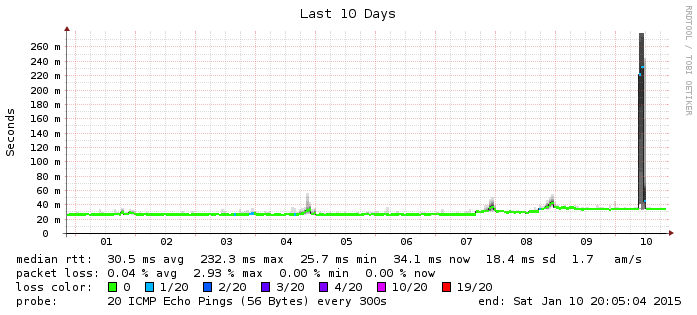 Last 10 Days
RRDTOOL / TOBI OETIKER
Seconds
260 m
240 m
220 m
200 m
180 m
160 m
140 m
120 m
100 m
80 m
60 m
40 m
20 m
0
01 02 03 04 05 06 07 08 09 10
median rtt: 30.5 ms avg 232.3 ms max 25.7 ms min 34.1 ms now 18.4 ms sd 1.7 am/s
packet loss: 0.04 % avg 2.93 % max 0.00 % min 0.00 % now
loss color: 0 1/20 2/20 3/20 4/20 10/20 19/20
probe: 20 ICMP Echo Pings (56 Bytes) every 300s end: Sat Jan 10 20:05:04 2015